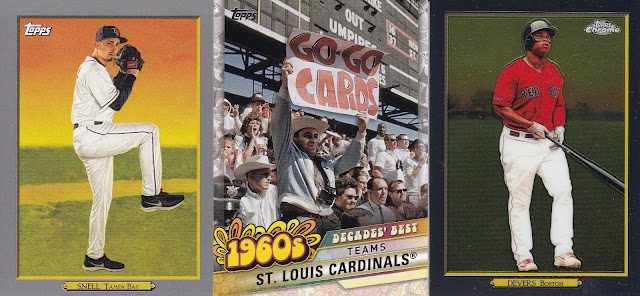 Topps
SNELL TAMPA BAY
Topps
OUT
UMPIRE
GO-GO
CARDS
1960s
DECADES' BEST
TEAMS
ST. LOUIS CARDINALS®
Topps
Chrome
RED SOX
DEVERS BOSTON